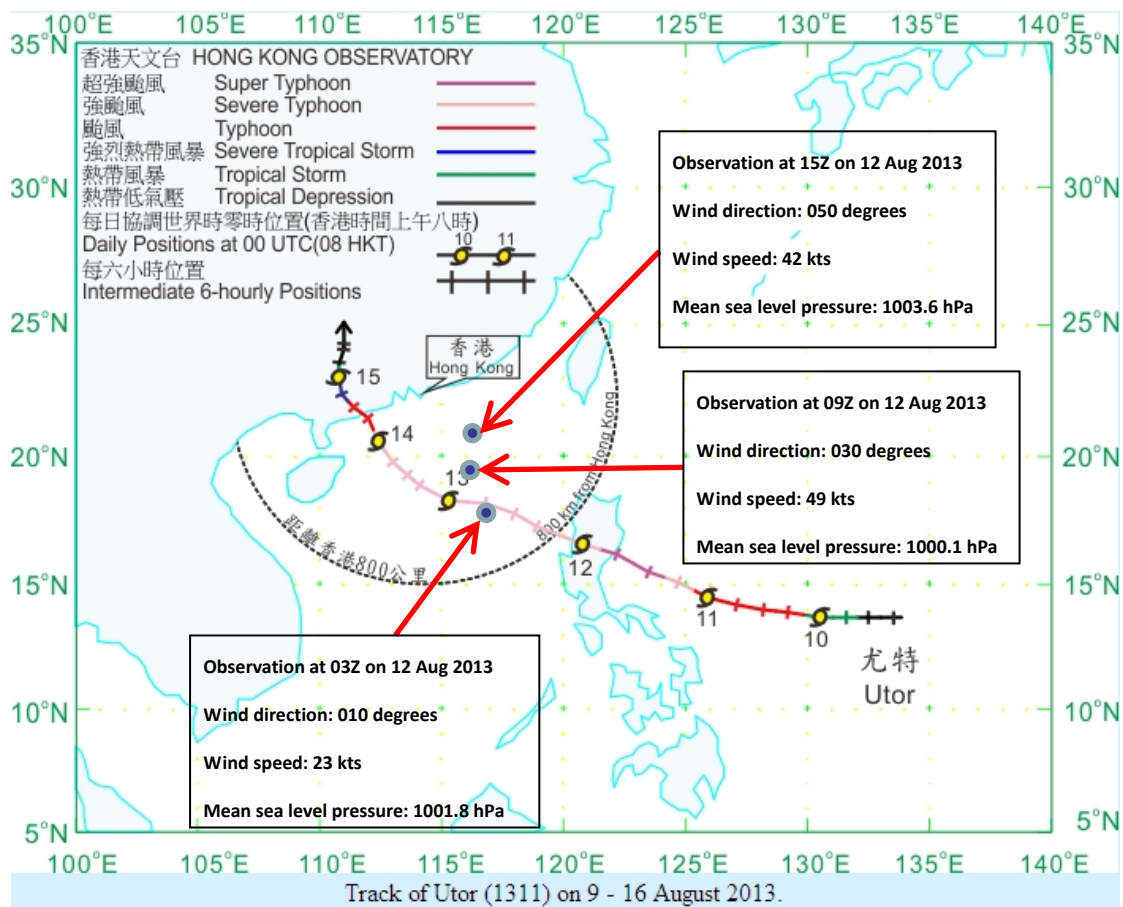 100°E 105°E 110°E 115°E 120°E 125°E 130°E 135°E 140°E
35°N 35°N
香港天文台 HONG KONG OBSERVATORY
超強颱風 Super Typhoon
強颱風 Severe Typhoon
颱風 Typhoon
強烈熱帶風暴 Severe Tropical Storm
熱帶風暴 Tropical Storm
熱帶低氣壓 Tropical Depression
每日協調世界時零時位置(香港時間上午八時)
Daily Positions at 00 UTC(08 HKT) 10 11
每六小時位置
Intermediate 6-hourly Positions
30°N 30°N
Observation at 15Z on 12 Aug 2013
Wind direction: 050 degrees
Wind speed: 42 kts
Mean sea level pressure: 1003.6 hPa
25°N 25°N
香港
Hong Kong
15
Observation at 09Z on 12 Aug 2013
Wind direction: 030 degrees
Wind speed: 49 kts
Mean sea level pressure: 1000.1 hPa
14
20°N 20°N
13
800 km from Hong Kong
距離香港800公里
12
15°N 15°N
11
10
尤特
Utor
Observation at 03Z on 12 Aug 2013
Wind direction: 010 degrees
Wind speed: 23 kts
Mean sea level pressure: 1001.8 hPa
10°N 10°N
5°N 5°N
100°E 105°E 110°E 115°E 120°E 125°E 130°E 135°E 140°E
Track of Utor (1311) on 9 - 16 August 2013.